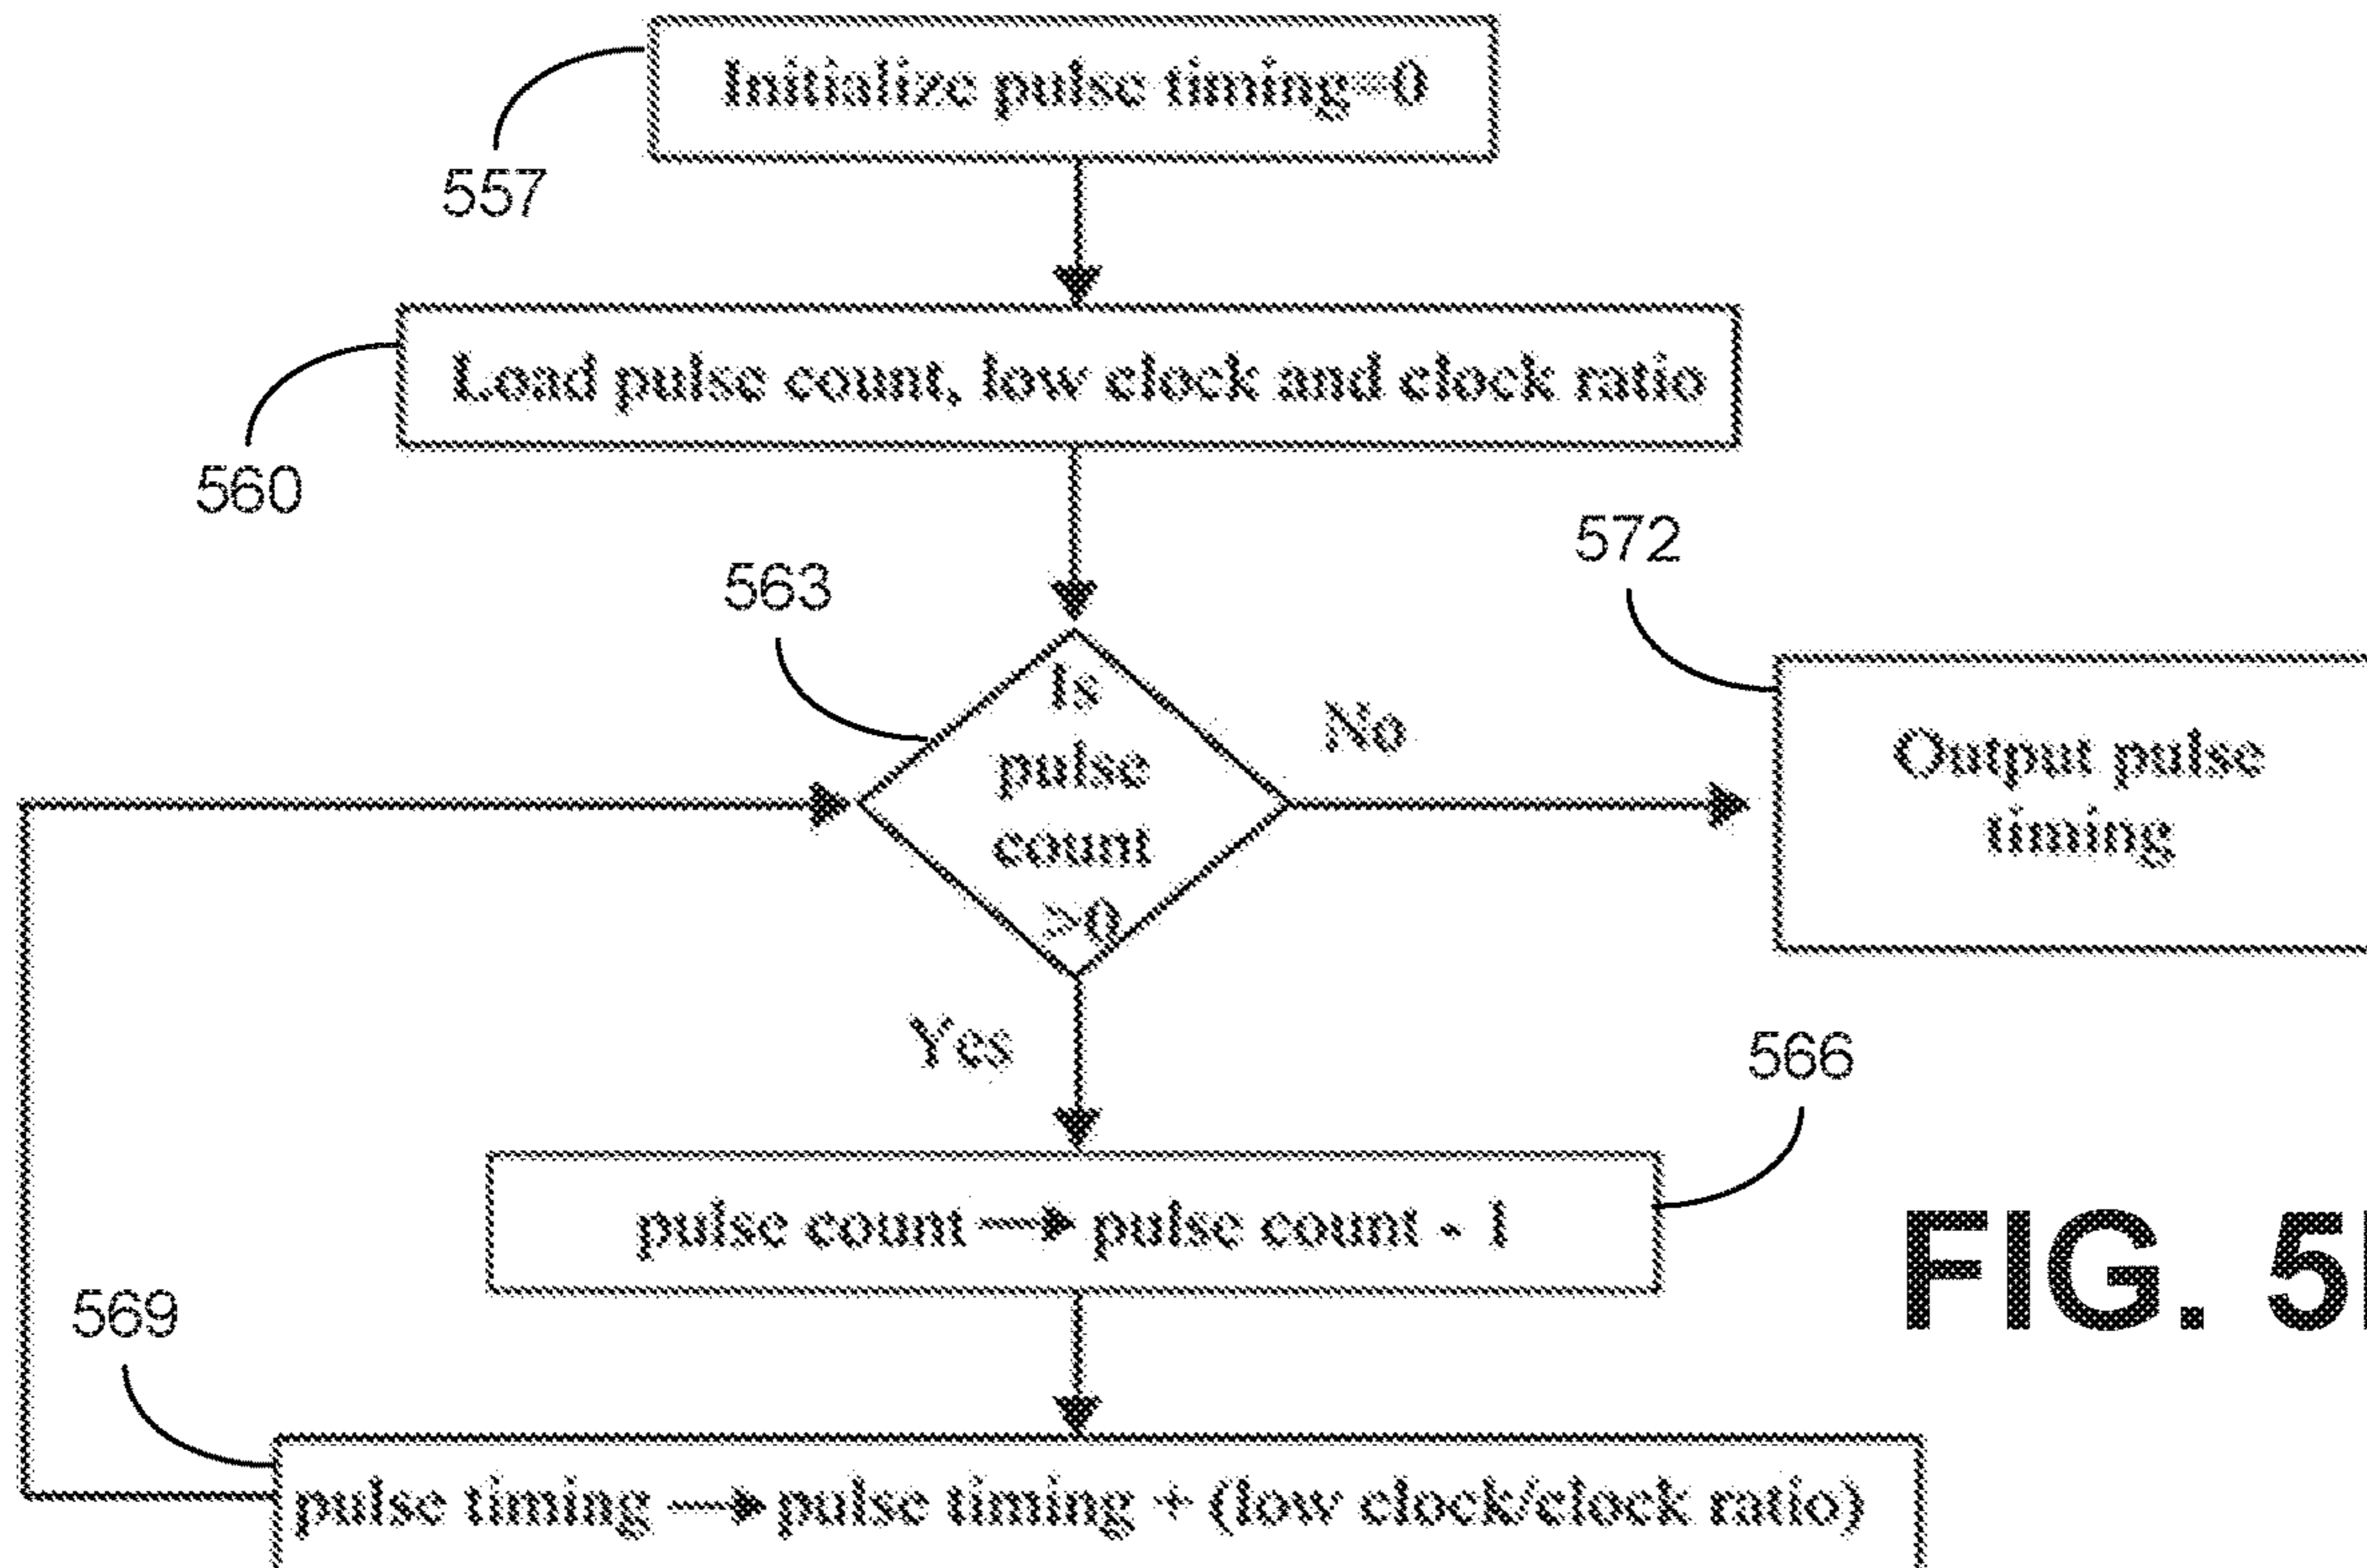 Initialize pulse timing=0
557
Load pulse count, low clock and clock ratio
560
572
563
Is
pulse
count
>0
No
Output pulse
timing
Yes
566
pulse count → pulse count - 1
569
pulse timing → pulse timing + (low clock/clock ratio)
FIG.